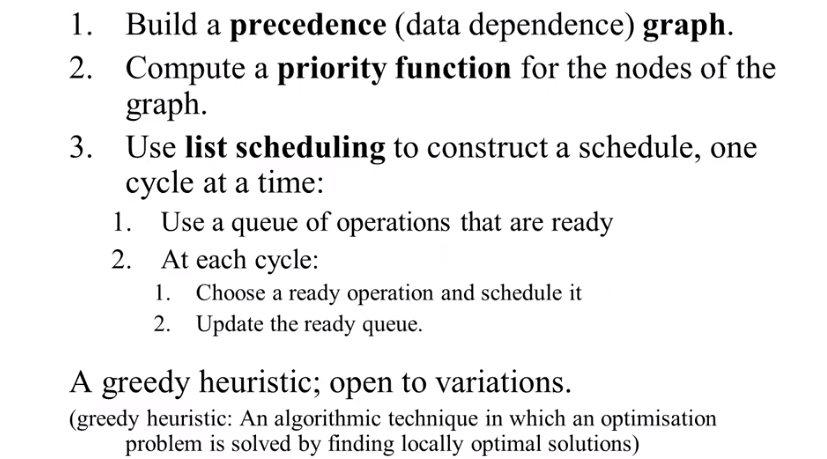 1. Build a precedence (data dependence) graph.
2. Compute a priority function for the nodes of the
graph.
3. Use list scheduling to construct a schedule, one
cycle at a time:
1. Use a queue of operations that are ready
2. At each cycle:
1. Choose a ready operation and schedule it
2. Update the ready queue.
A greedy heuristic; open to variations.
(greedy heuristic: An algorithmic technique in which an optimisation
problem is solved by finding locally optimal solutions)